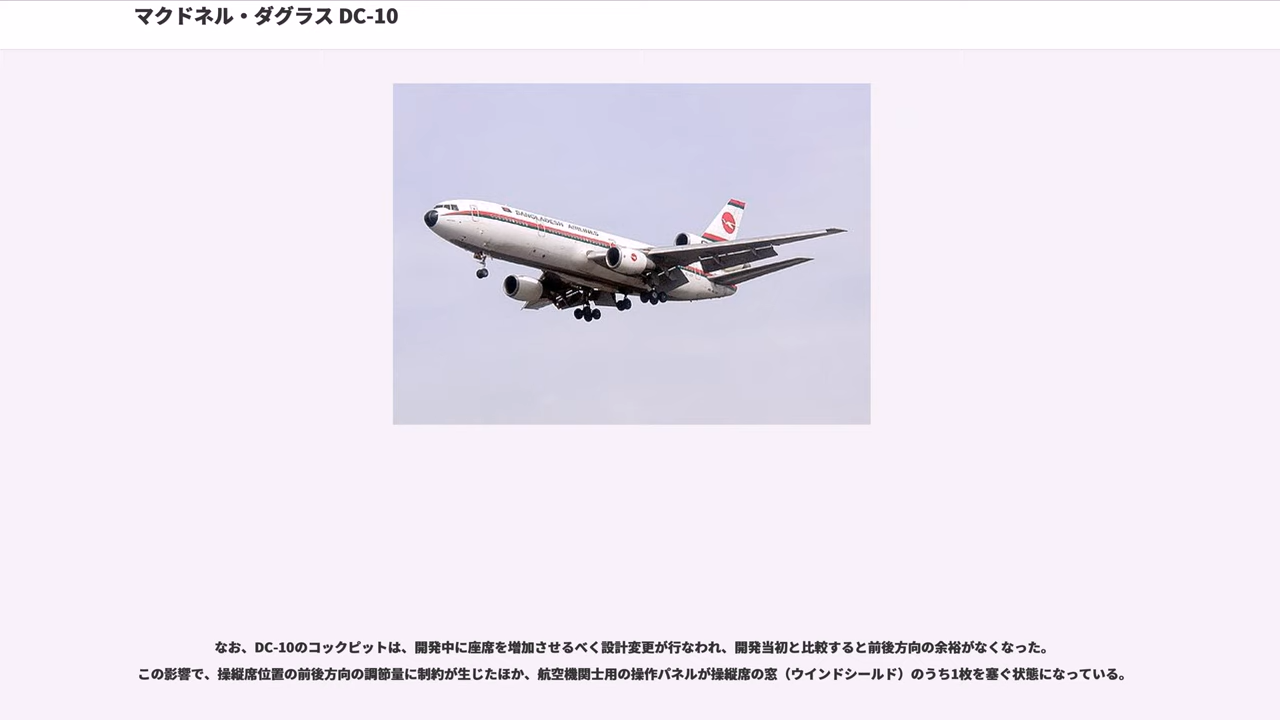 マクドネル・ダグラス DC-10
BANGLADESH AIRLINES
なお、DC-10のコックピットは、開発中に座席を増加させるべく設計変更が行なわれ、開発当初と比較すると前後方向の余裕がなくなった。
この影響で、操縦席位置の前後方向の調節量に制約が生じたほか、航空機関士用の操作パネルが操縦席の窓（ウインドシールド）のうち1枚を塞ぐ状態になっている。